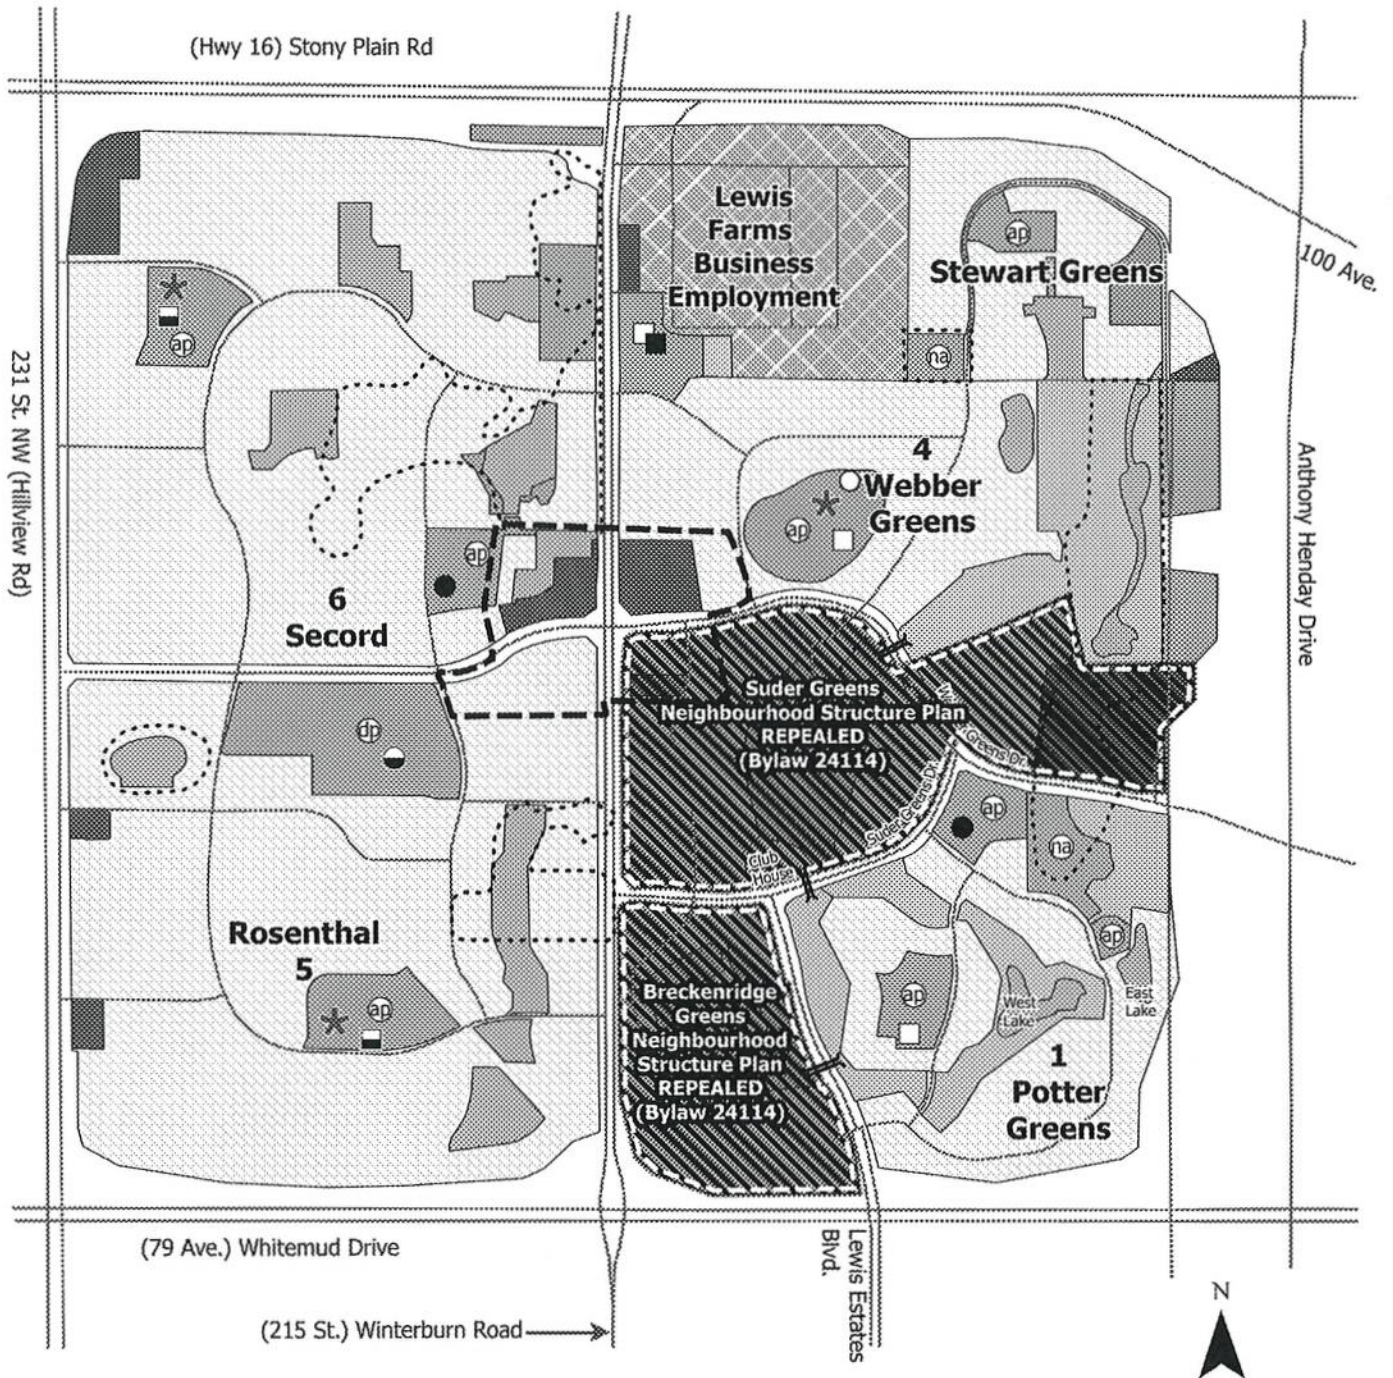 (Hwy 16) Stony Plain Rd
Lewis
Farms
Business
Employment
ap
Stewart Greens
100 Ave.
na
ap
231 St. NW (Hillview Rd)
4
Webber
Greens
ap
Anthony Henday Drive
ap
6
Secord
Suder Greens
Neighbourhood Structure Plan
REPEALED
(Bylaw 24114)
Greens Dr.
dp
Suder Greens Dr.
ap
na
Club
House
Rosenthal
5
ap
ap
ap
West
Lake
East
Lake
Breckenridge
Greens
Neighbourhood
Structure Plan
REPEALED
(Bylaw 24114)
1
Potter
Greens
(79 Ave.) Whitemud Drive
Lewis Estates
Blvd.
(215 St.) Winterburn Road
N